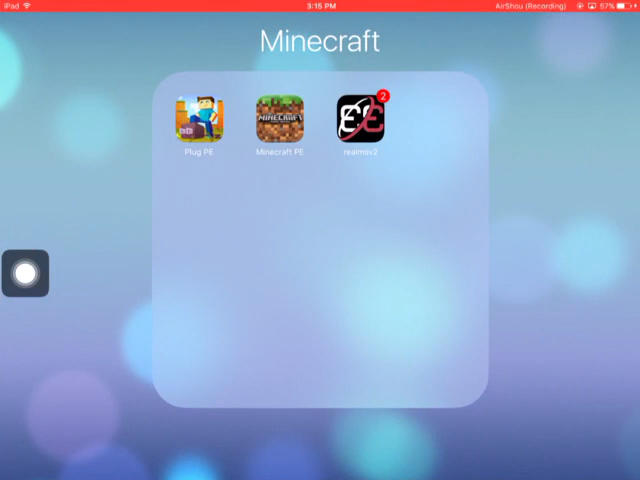 iPad 3:15 PM AirShou (Recording) 57%
Minecraft
MINECRAFT
2
Plug PE Minecraft PE realmsv2